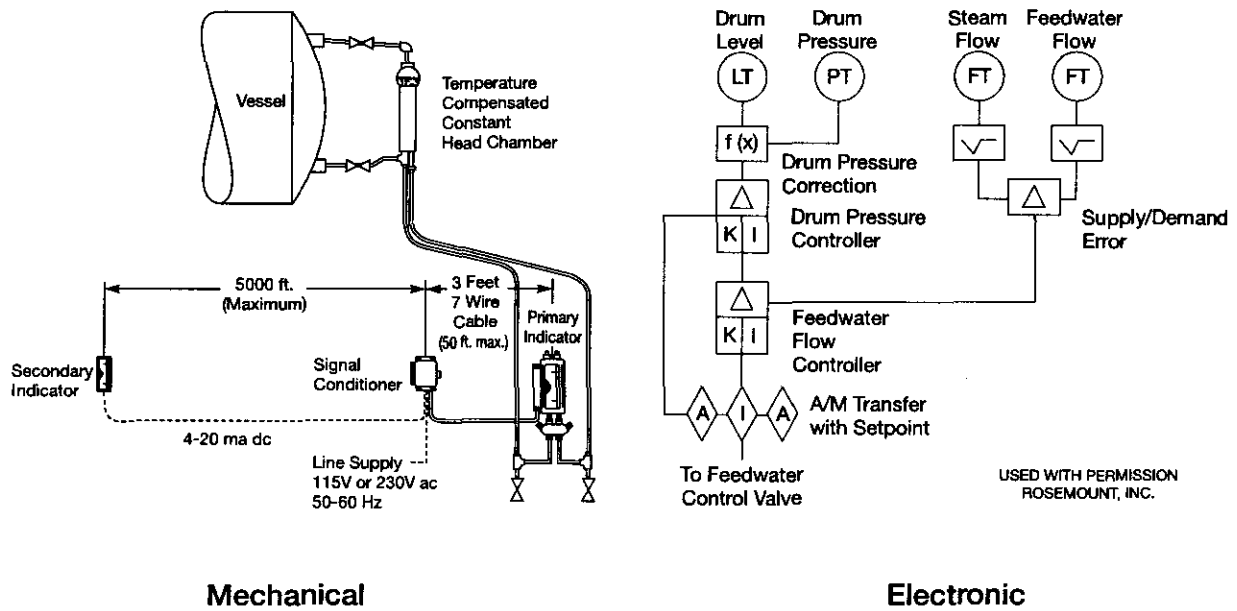 Vessel
Temperature
Compensated
Constant
Head Chamber
5000 ft.
(Maximum)
3 Feet
7 Wire
Cable
(50 ft. max.)
Primary
Indicator
Secondary
Indicator
Signal
Conditioner
4-20 ma dc
Line Supply
115V or 230V ac
50-60 Hz
Mechanical
Drum
Level
Drum
Pressure
Steam
Flow
Feedwater
Flow
LT
PT
FT
FT
f (x)
√
√
Drum Pressure
Correction
△
△
Drum Pressure
Controller
Supply/Demand
Error
K I
△
Feedwater
Flow
Controller
K I
A I A
A/M Transfer
with Setpoint
To Feedwater
Control Valve
USED WITH PERMISSION
ROSEMOUNT, INC.
Electronic